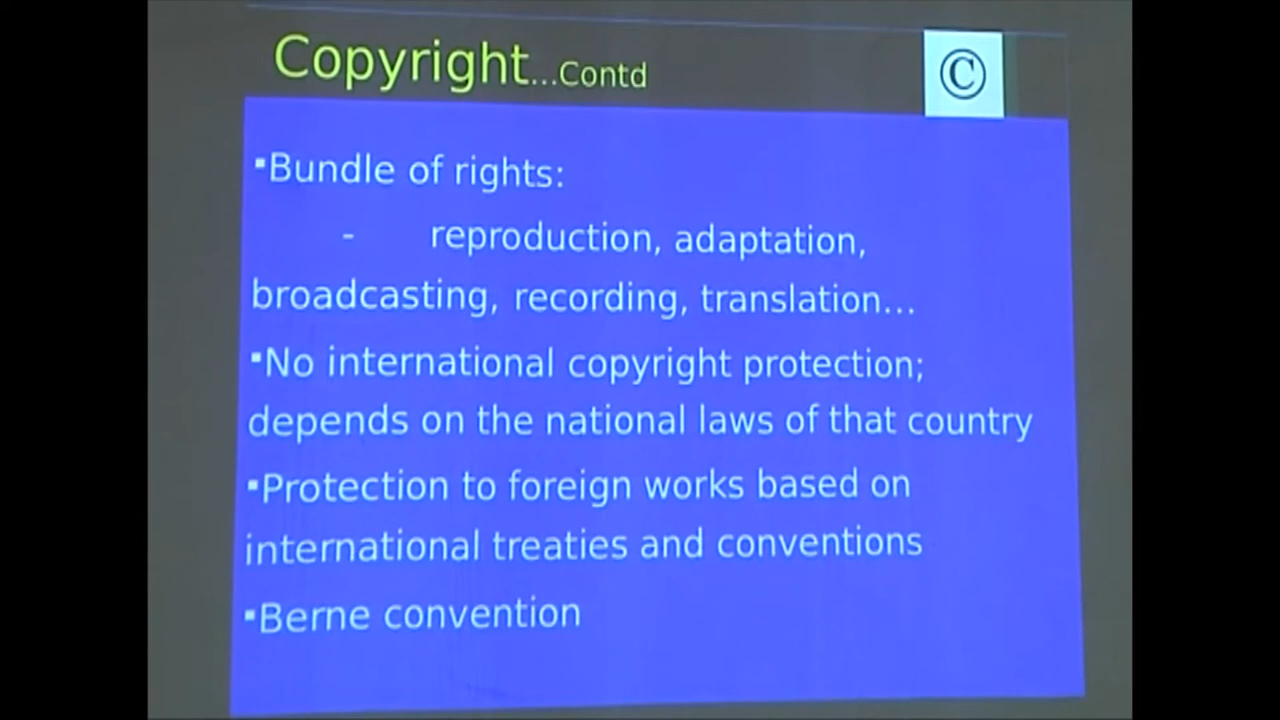 Copyright...Contd
©
▪Bundle of rights:
- reproduction, adaptation,
broadcasting, recording, translation...
▪No international copyright protection;
depends on the national laws of that country
▪Protection to foreign works based on
international treaties and conventions
▪Berne convention